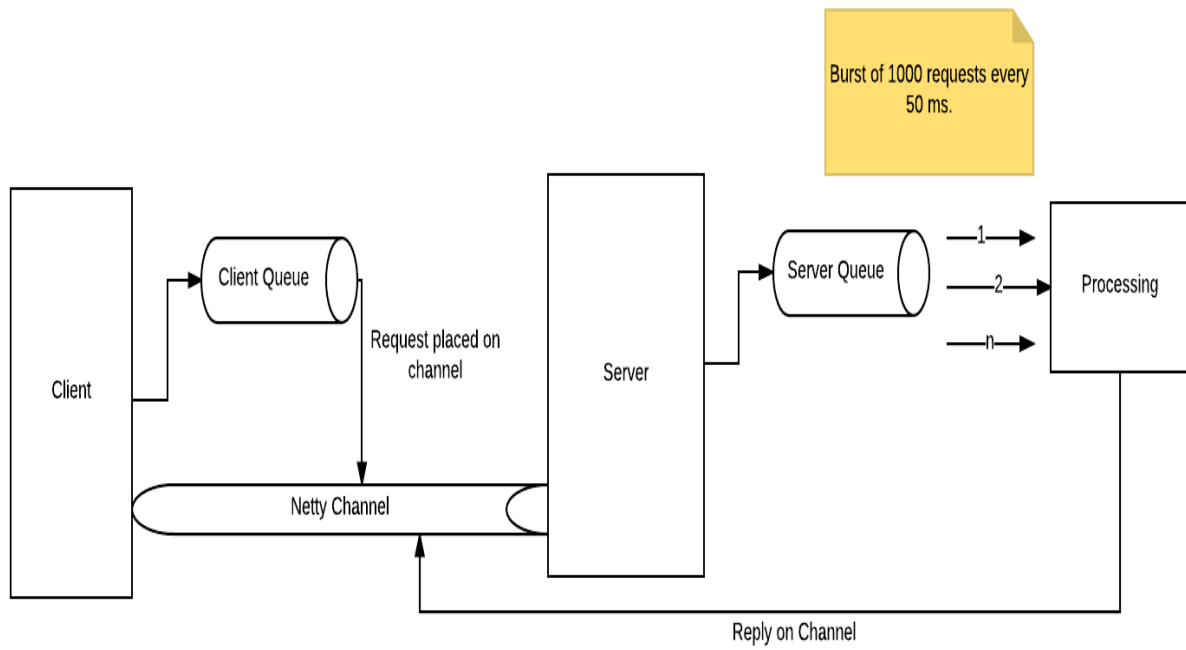 Burst of 1000 requests every
50 ms.
Client Queue
Server Queue
1
2
n
Processing
Request placed on
channel
Client
Server
Netty Channel
Reply on Channel